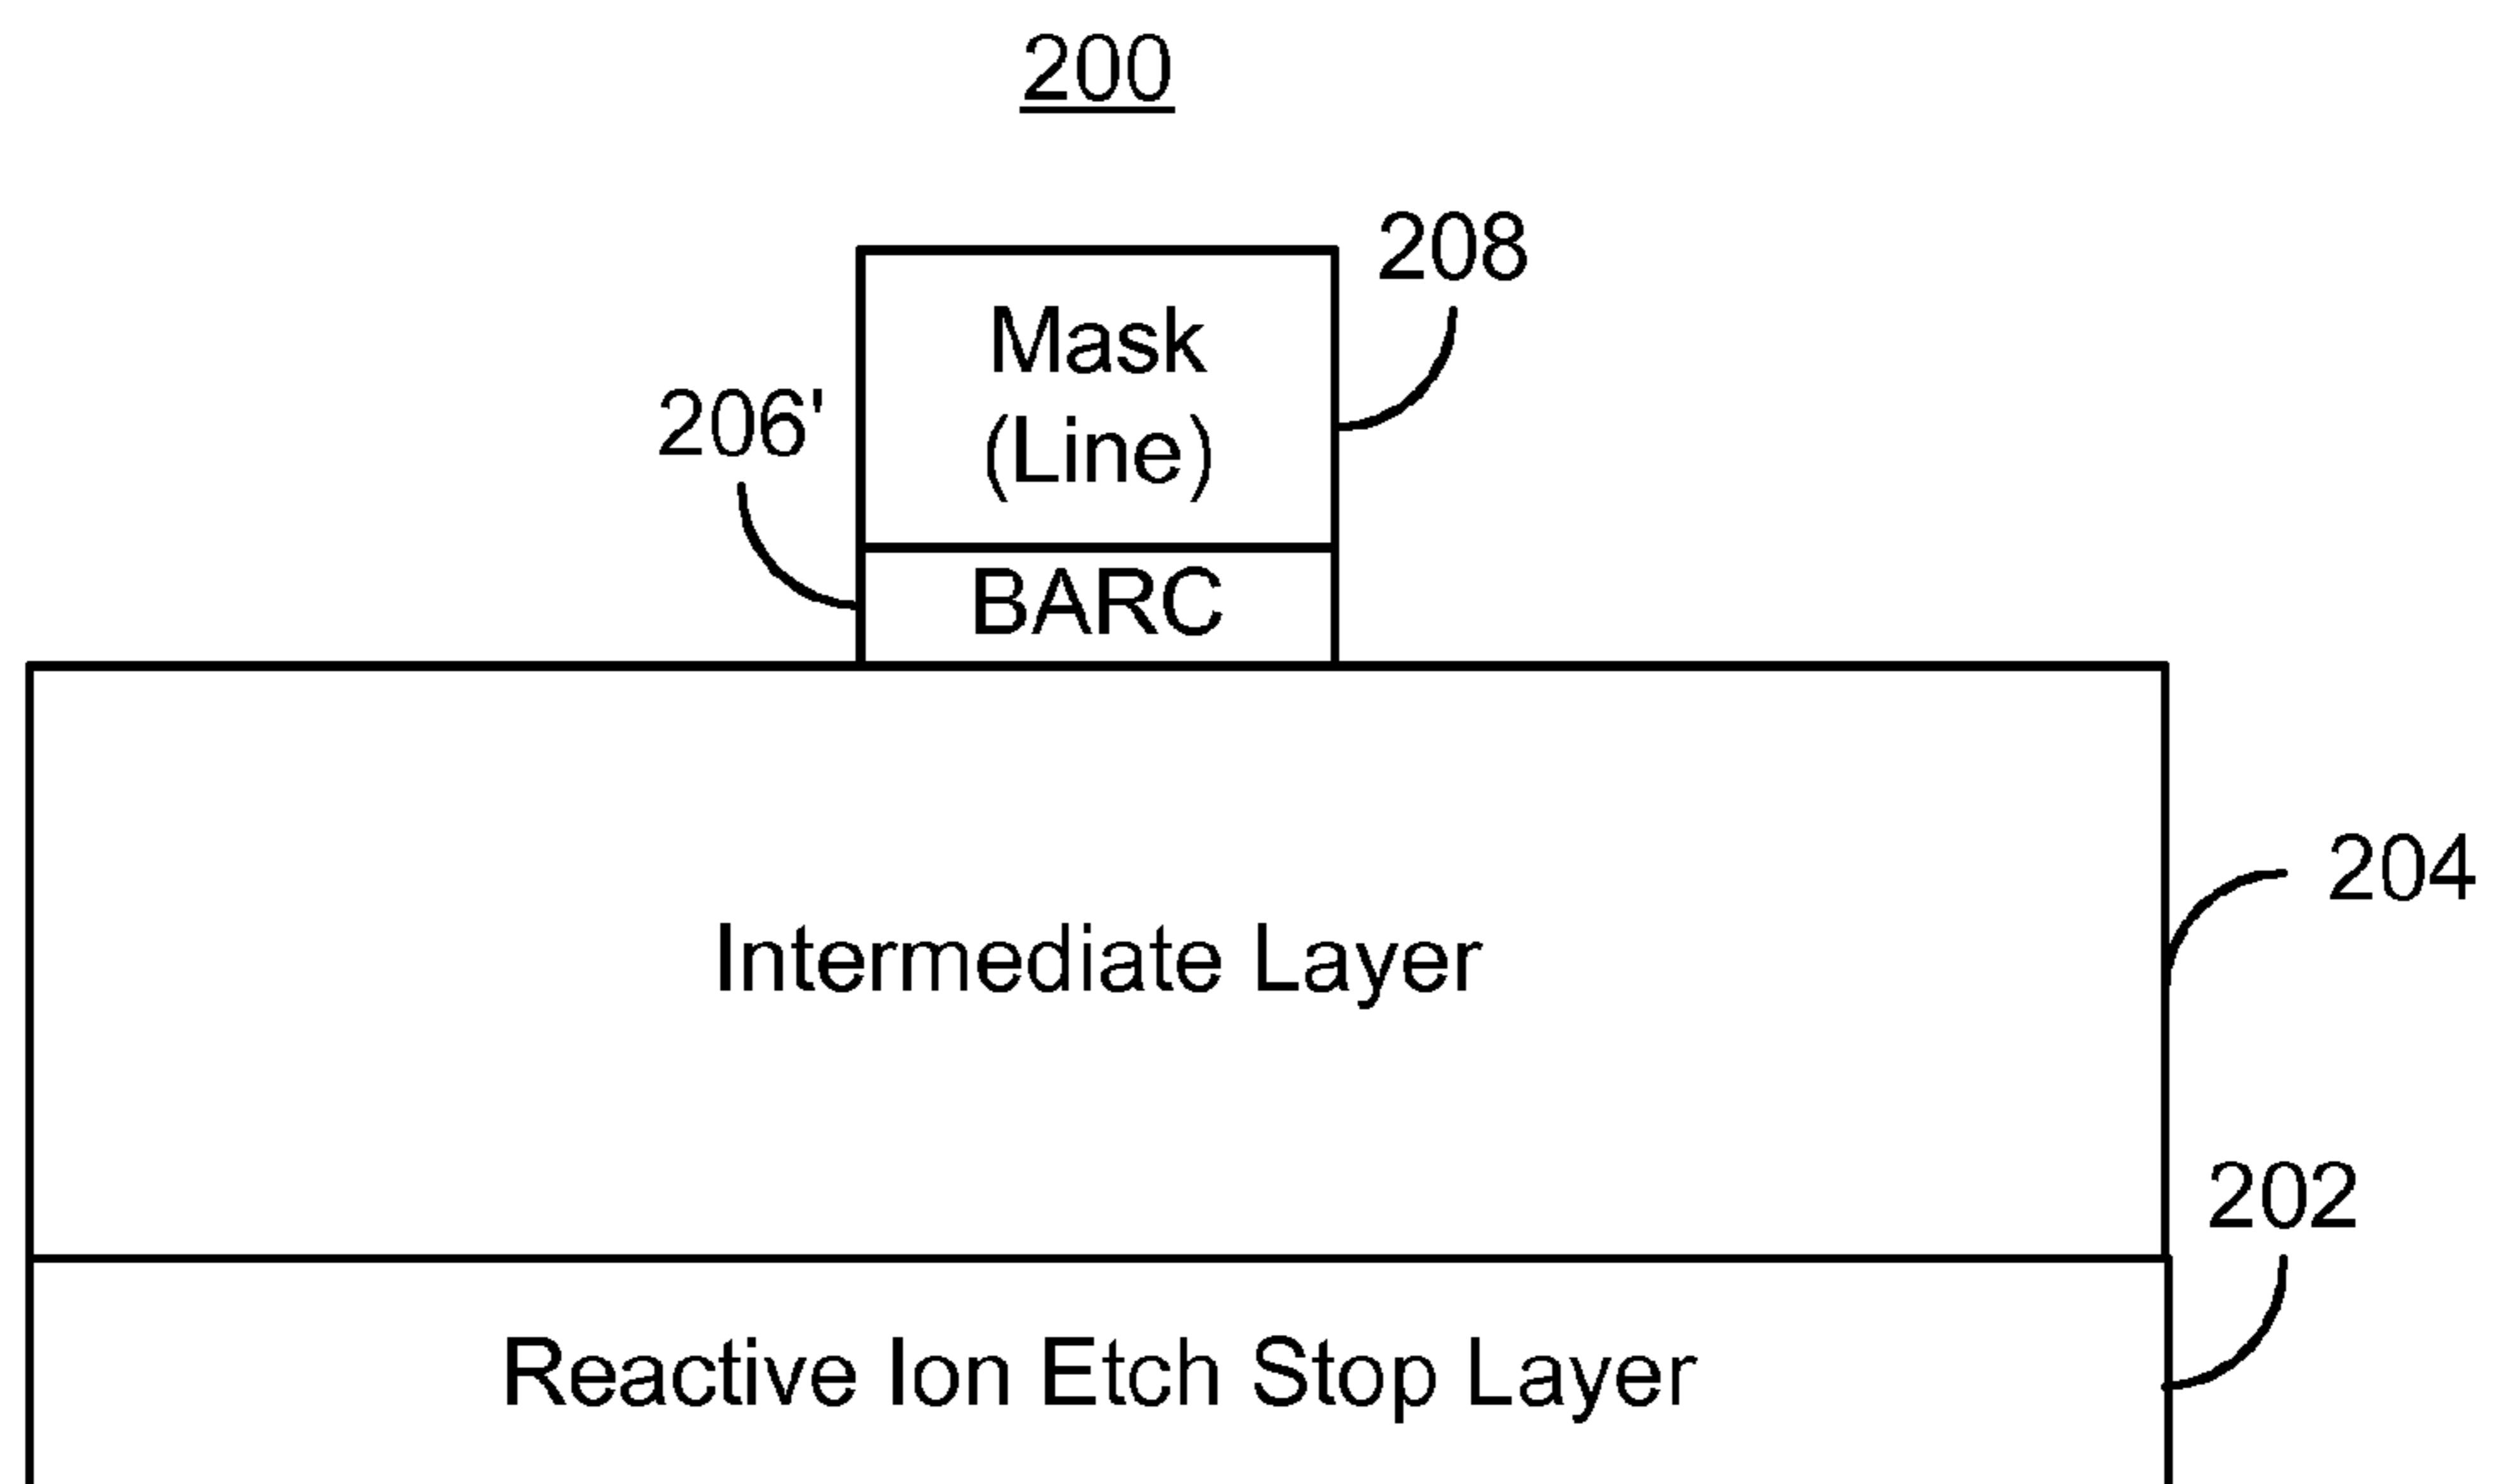 200
208
Mask
(Line)
206'
BARC
204
Intermediate Layer
202
Reactive Ion Etch Stop Layer